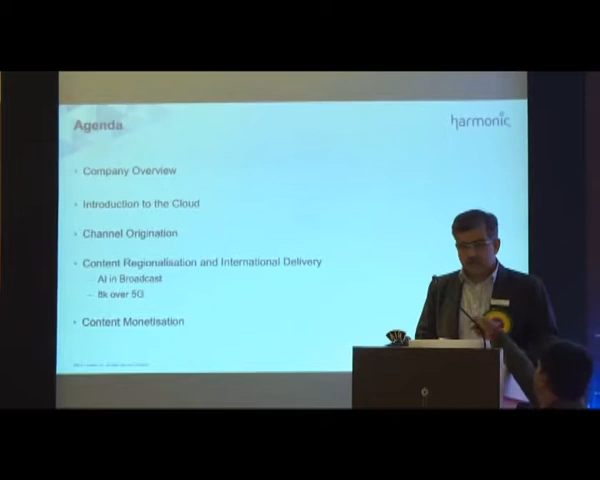 Agenda
harmonic
Company Overview
Introduction to the Cloud
Channel Origination
Content Regionalisation and International Delivery
AI in Broadcast
8k over 5G
Content Monetisation